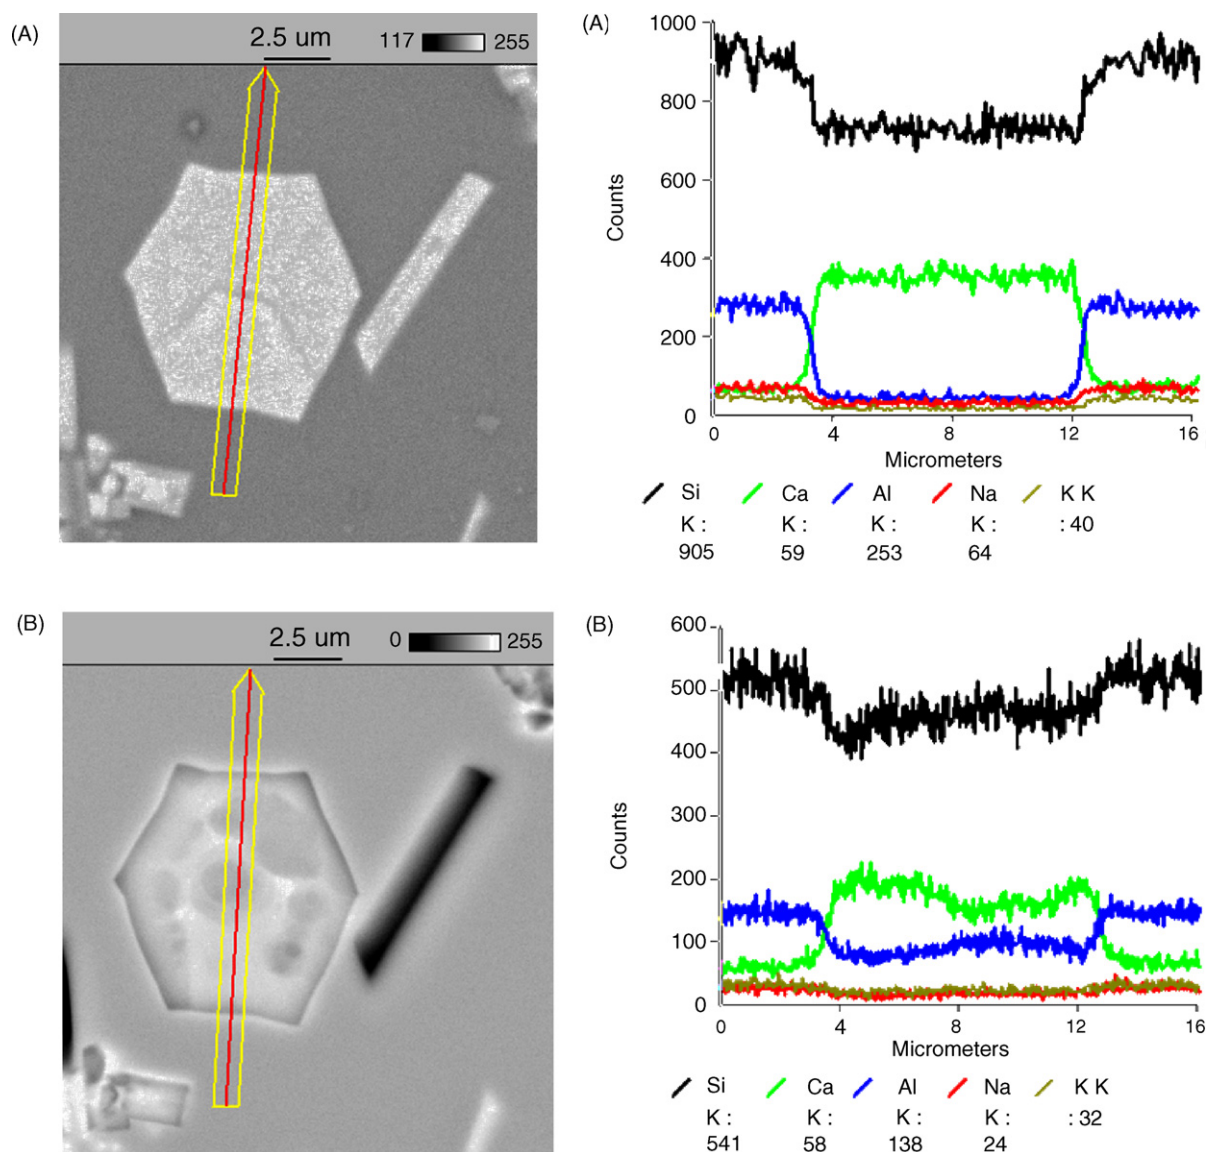 (A)
2.5 um 117 255
(A)
1000
800
600
400
200
0
Counts
0 4 8 12 16
Micrometers
Si Ca Al Na K K
K : K : K : K : : 40
905 59 253 64
(B)
2.5 um 0 255
(B)
600
500
400
300
200
100
0
Counts
0 4 8 12 16
Micrometers
Si Ca Al Na K K
K : K : K : K : : 32
541 58 138 24